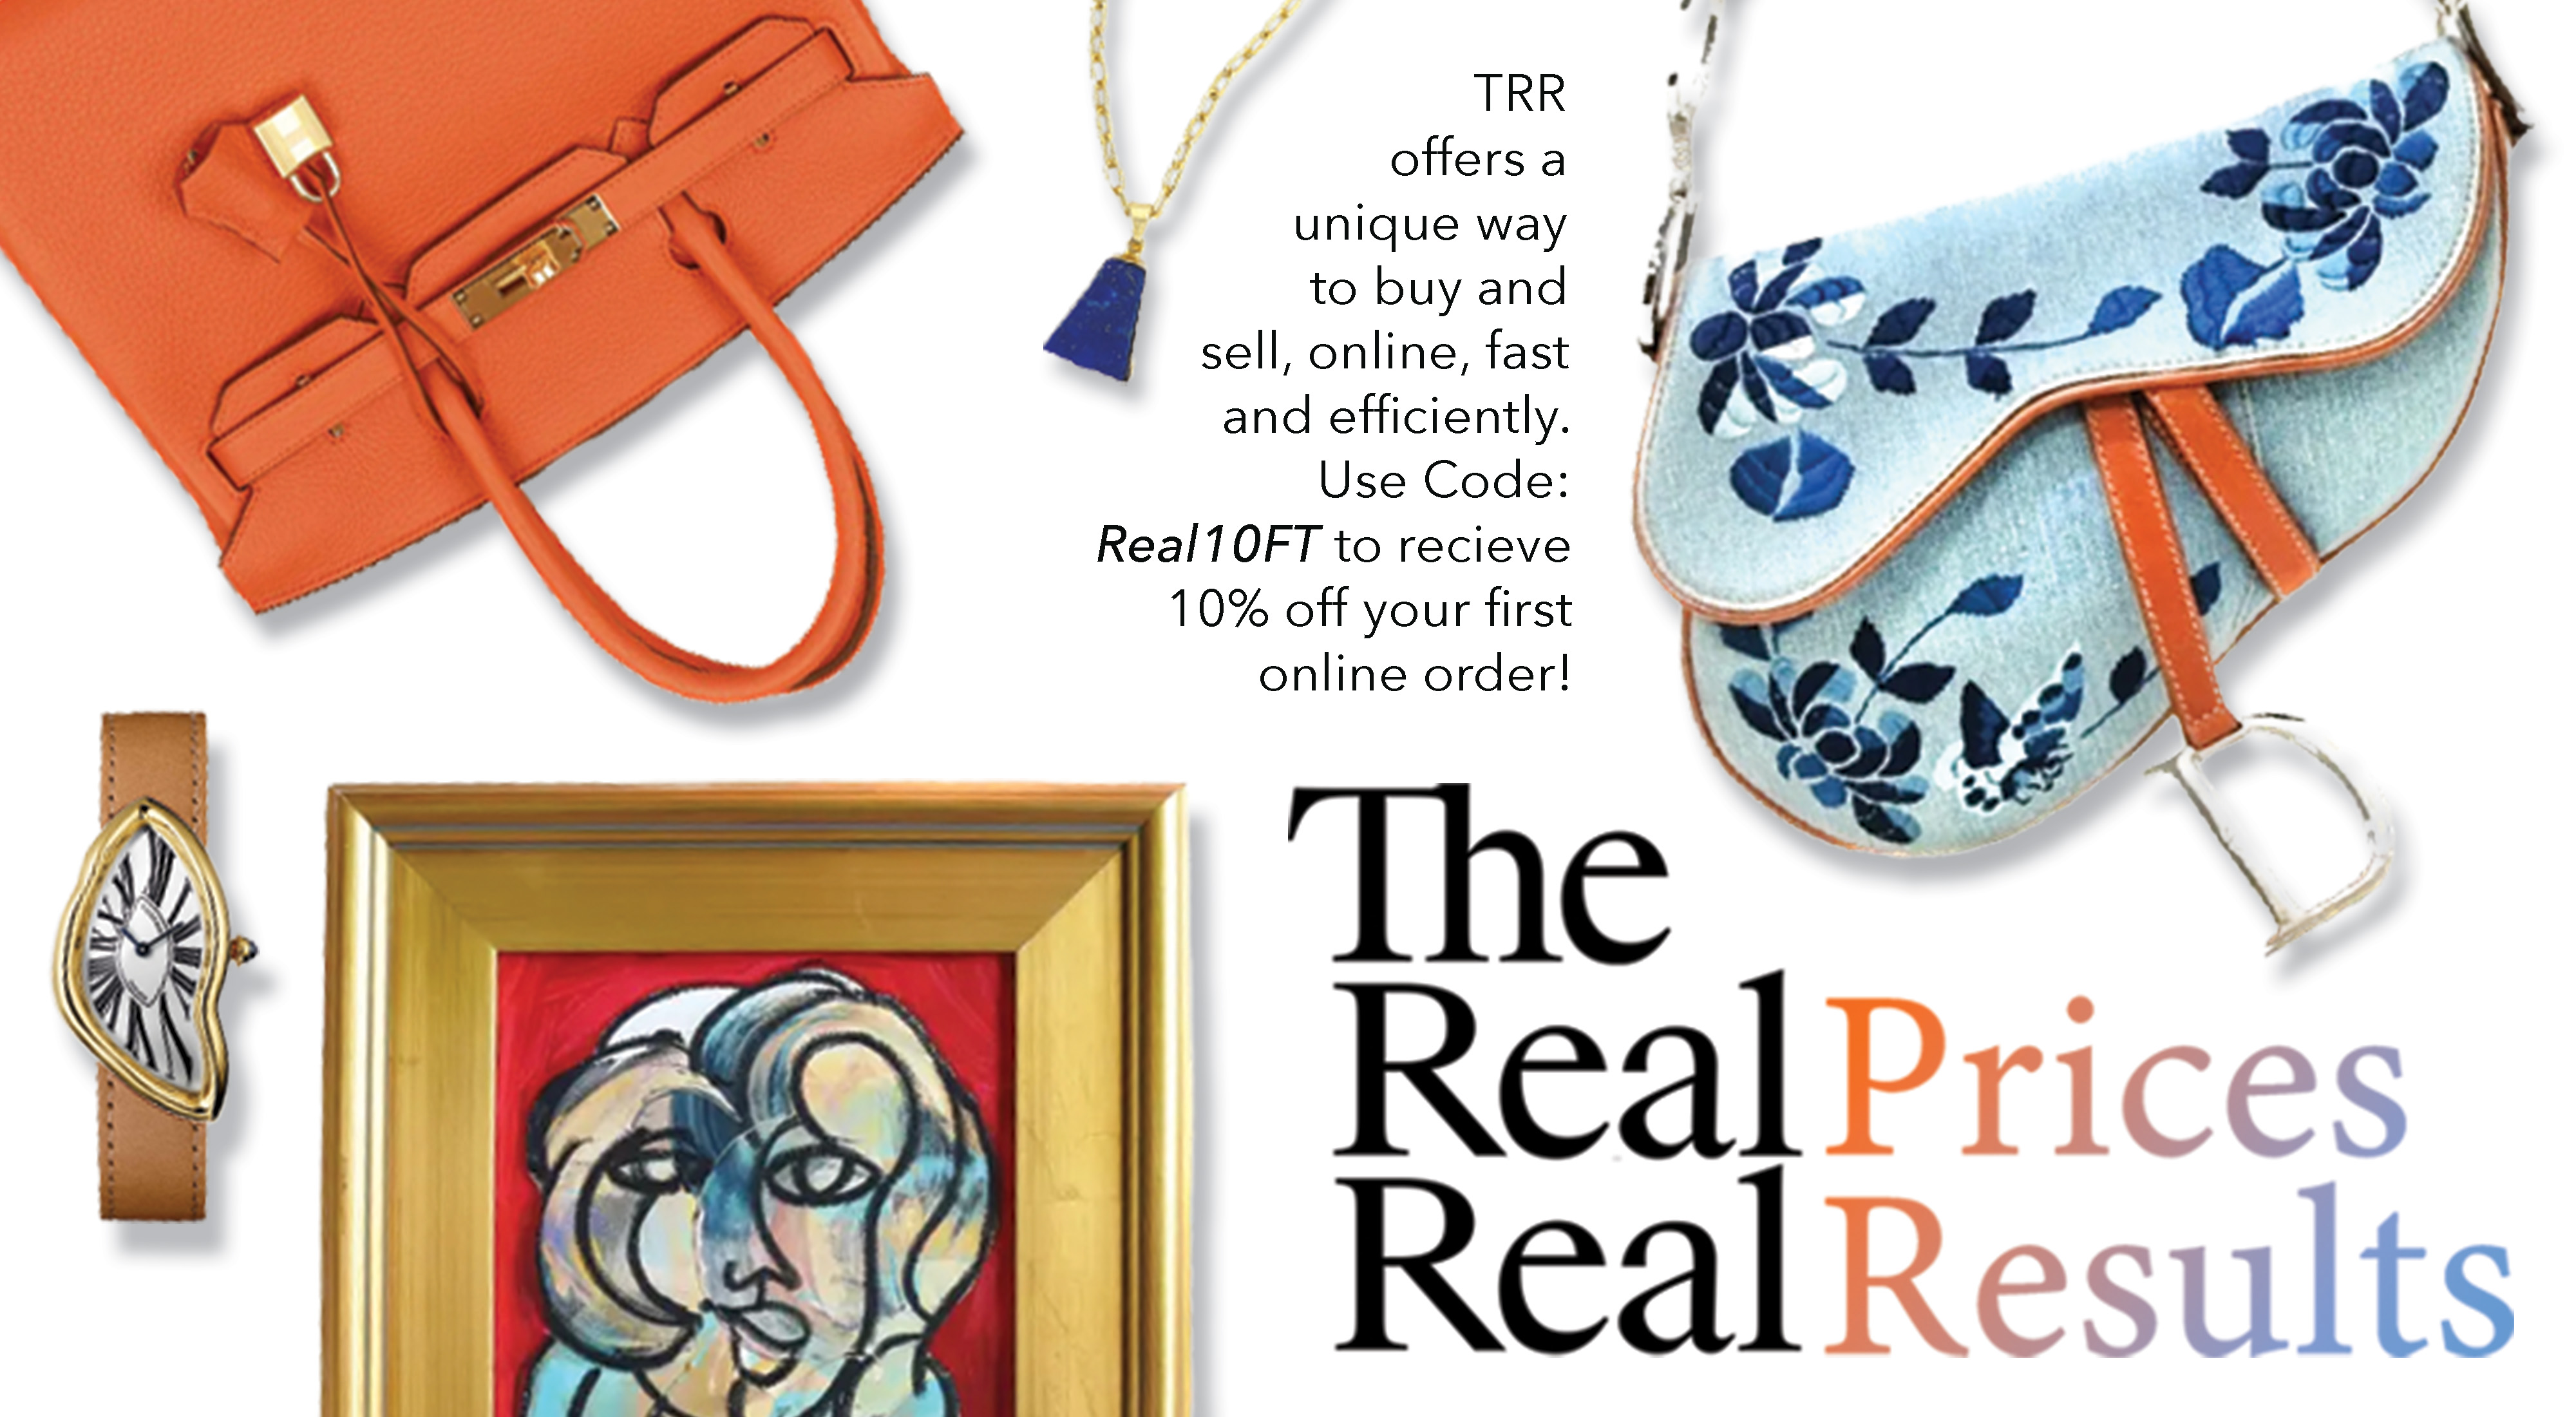 TRR
offers a
unique way
to buy and
sell, online, fast
and efficiently.
Use Code:
Real10FT to recieve
10% off your first
online order!
The
Real Prices
Real Results